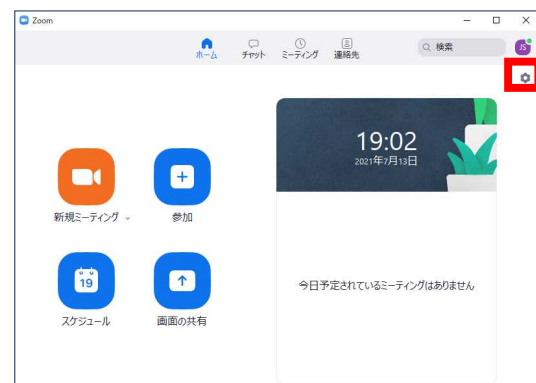 Zoom
ホーム
チャット
ミーティング
連絡先
検索
JS
19:02
2021年7月13日
新規ミーティング
参加
19
スケジュール
画面の共有
今日予定されているミーティングはありません